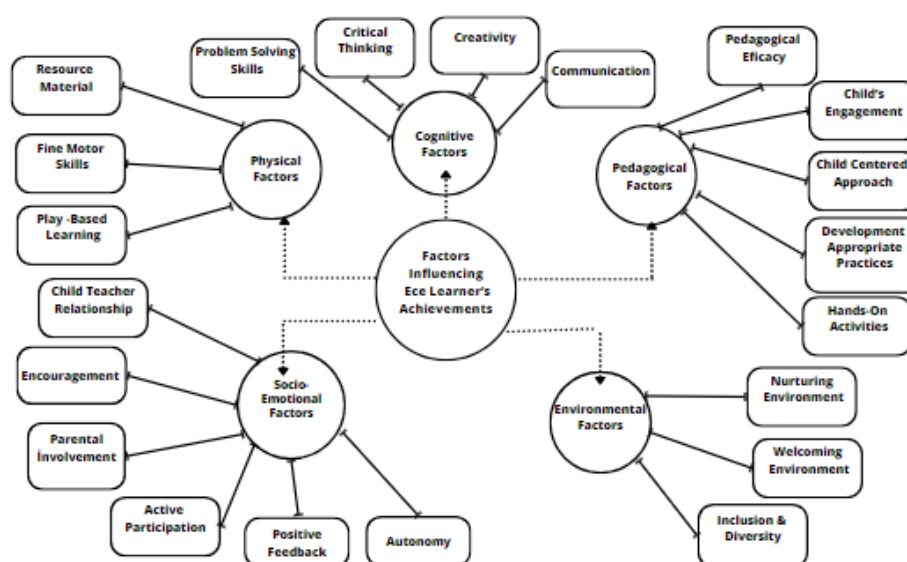 Critical
Thinking
Creativity
Pedagogical
Eficacy
Problem Solving
Skills
Communication
Resource
Material
Child's
Engagement
Cognitive
Factors
Fine Motor
Skills
Physical
Factors
Pedagogical
Factors
Child Centered
Approach
Play -Based
Learning
Development
Appropriate
Practices
Factors
Influencing
Ece Learner's
Achievements
Child Teacher
Relationship
Hands-On
Activities
Encouragement
Socio-
Emotional
Factors
Environmental
Factors
Nurturing
Environment
Parental
İnvolvement
Welcoming
Environment
Active
Participation
Positive
Feedback
Autonomy
Inclusion &
Diversity